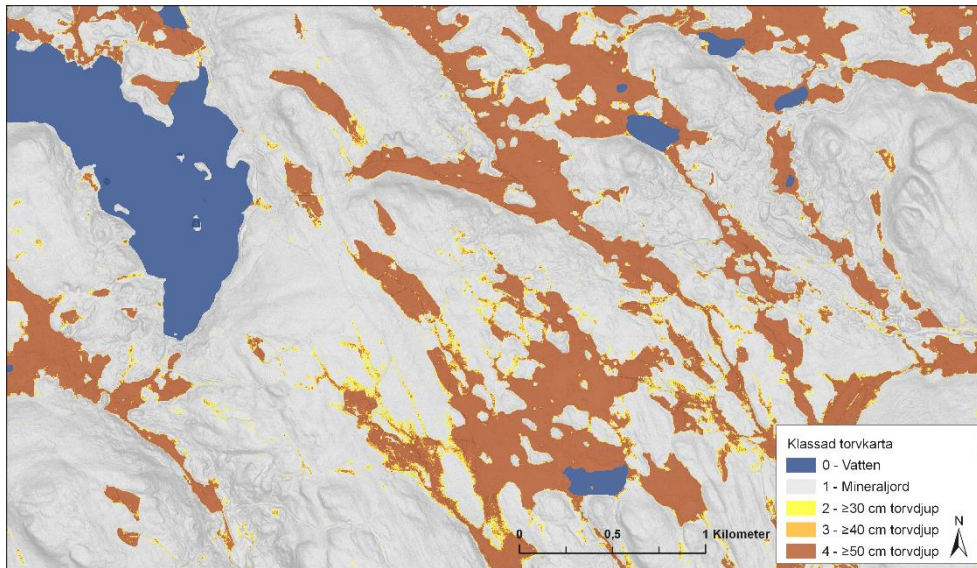 Klassad torvkarta
0 - Vatten
1 - Mineraljord
2 - ≥30 cm torvdjup
3 - ≥40 cm torvdjup
4 - ≥50 cm torvdjup
N
0 0,5 1 Kilometer